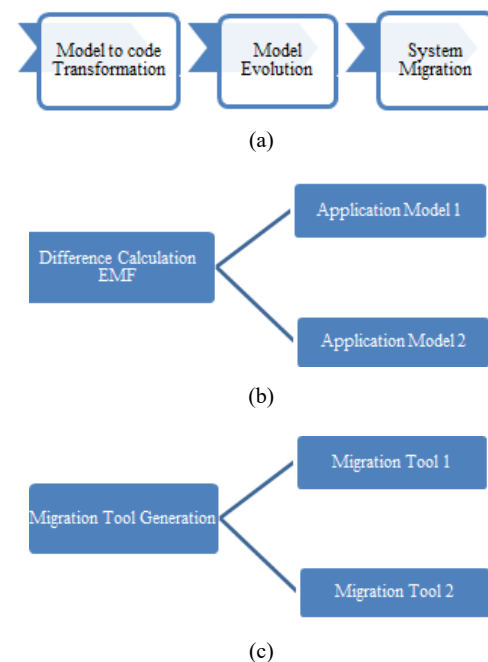 Model to code
Transformation
Model
Evolution
System
Migration
(a)
Application Model 1
Difference Calculation
EMF
Application Model 2
(b)
Migration Tool 1
Migration Tool Generation
Migration Tool 2
(c)